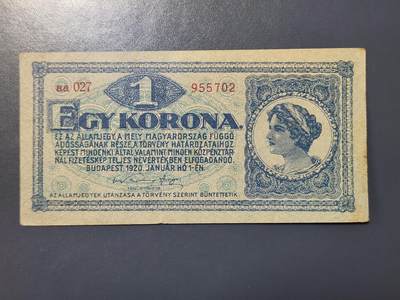 1
aa 027 955702
EGY KORONA.
EZ AZ ÁLLAMJEGY A MELY MAGYARORSZÁG FÜGGŐ
ADÓSSÁGÁNAK RÉSZE, A TÖRVÉNY HATÁROZATAIHOZ
KÉPEST MINDENKI ÁLTAL VALAMINT MINDEN KÖZPÉNZTÁR-
NÁL FIZETÉSKÉP TELJES NÉVÉRTÉKBEN ELFOGADANDÓ.
BUDAPEST 1920. JANUÁR HÓ 1-ÉN.
AZ ÁLLAMJEGYEK UTÁNZÁSA A TÖRVÉNY SZERINT BÜNTETTETIK